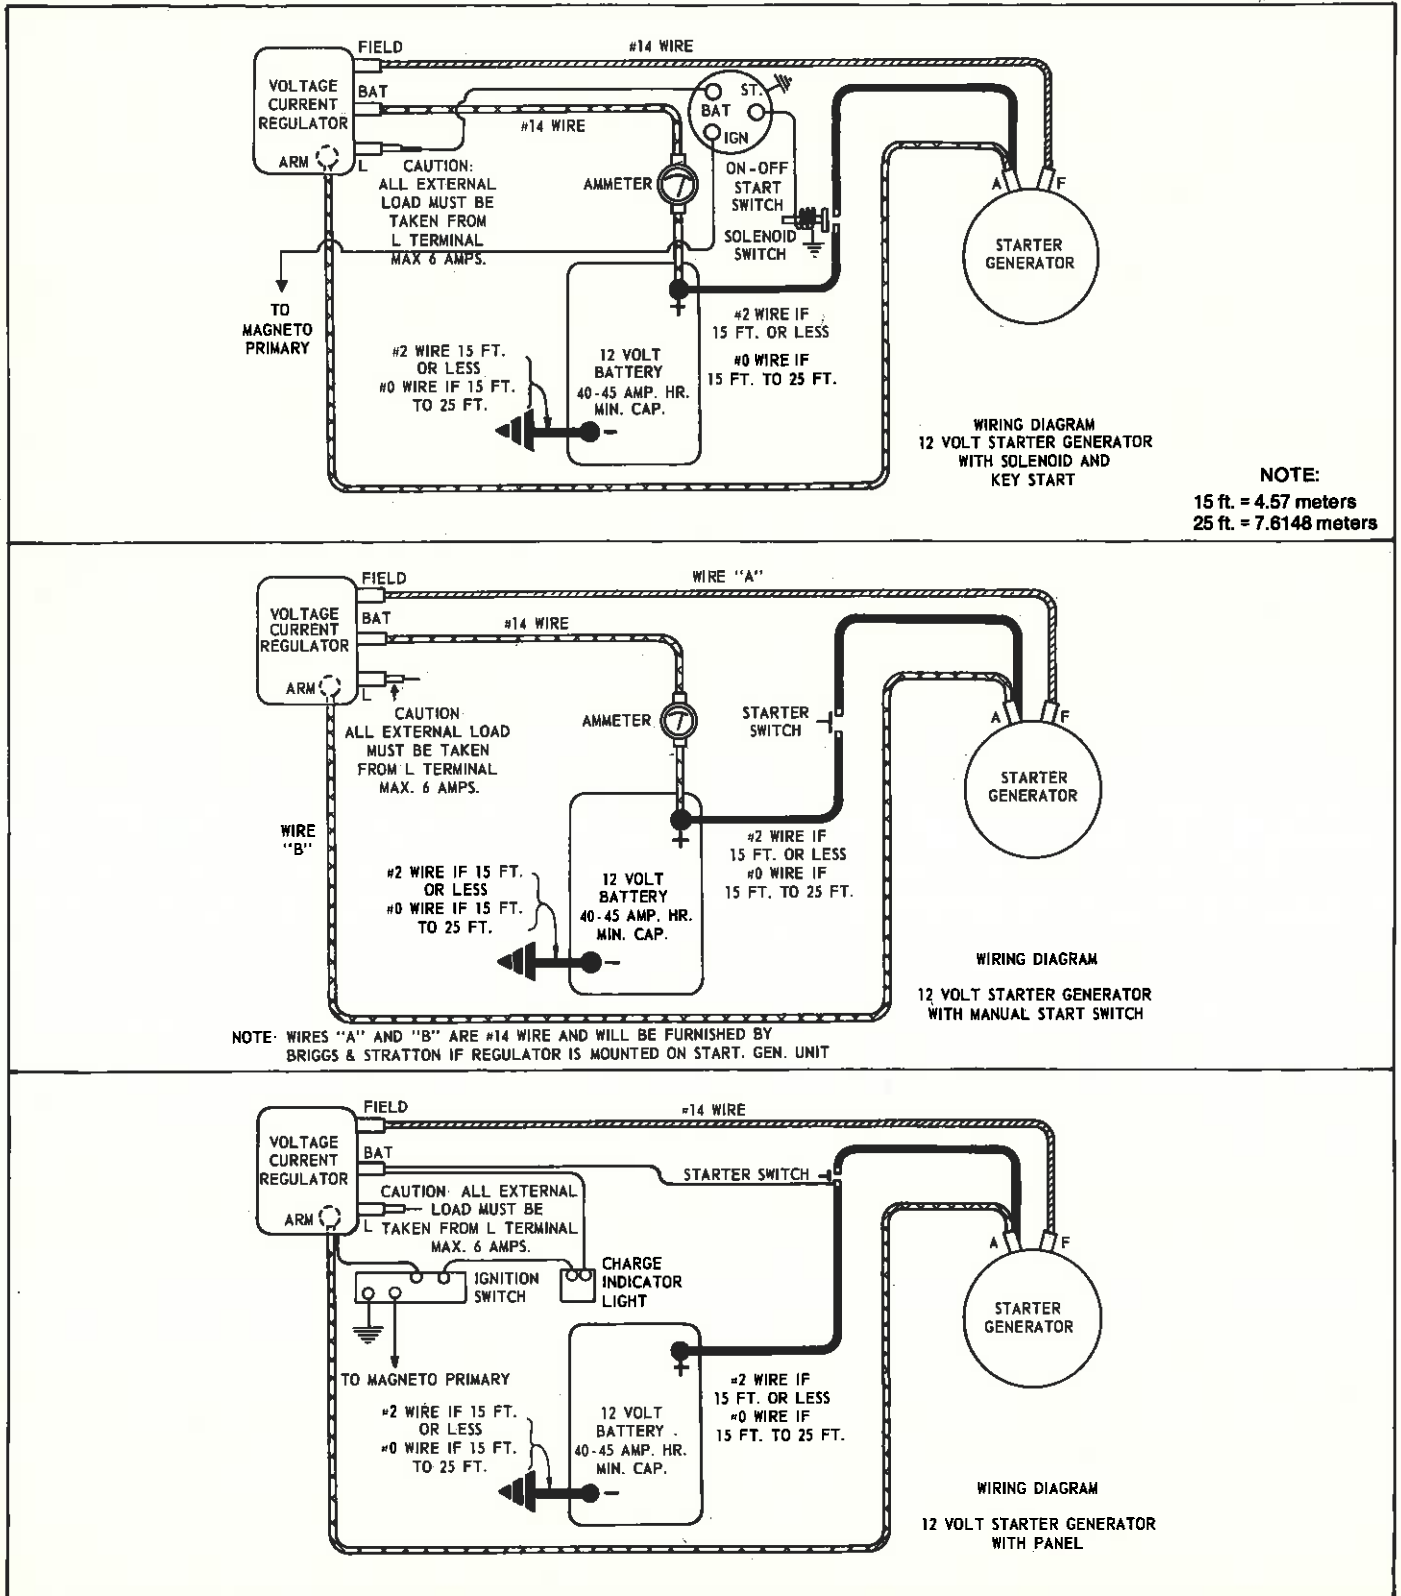 FIELD
#14 WIRE
VOLTAGE
CURRENT
REGULATOR
BAT
#14 WIRE
ARM
L
ST.
BAT
IGN
CAUTION:
ALL EXTERNAL
LOAD MUST BE
TAKEN FROM
L TERMINAL
MAX 6 AMPS.
AMMETER
ON-OFF
START
SWITCH
SOLENOID
SWITCH
A
F
STARTER
GENERATOR
TO
MAGNETO
PRIMARY
+
#2 WIRE IF
15 FT. OR LESS
#0 WIRE IF
15 FT. TO 25 FT.
#2 WIRE 15 FT.
OR LESS
#0 WIRE IF 15 FT.
TO 25 FT.
12 VOLT
BATTERY
40-45 AMP. HR.
MIN. CAP.
-
WIRING DIAGRAM
12 VOLT STARTER GENERATOR
WITH SOLENOID AND
KEY START
NOTE:
15 ft. = 4.57 meters
25 ft. = 7.6148 meters
FIELD
WIRE "A"
VOLTAGE
CURRENT
REGULATOR
BAT
#14 WIRE
ARM
L
CAUTION
ALL EXTERNAL LOAD
MUST BE TAKEN
FROM L TERMINAL
MAX. 6 AMPS.
AMMETER
STARTER
SWITCH
A
F
STARTER
GENERATOR
WIRE
"B"
+
#2 WIRE IF
15 FT. OR LESS
#0 WIRE IF
15 FT. TO 25 FT.
#2 WIRE IF 15 FT.
OR LESS
#0 WIRE IF 15 FT.
TO 25 FT.
12 VOLT
BATTERY
40-45 AMP. HR.
MIN. CAP.
-
WIRING DIAGRAM
12 VOLT STARTER GENERATOR
WITH MANUAL START SWITCH
NOTE· WIRES "A" AND "B" ARE #14 WIRE AND WILL BE FURNISHED BY
BRIGGS & STRATTON IF REGULATOR IS MOUNTED ON START. GEN. UNIT
FIELD
#14 WIRE
VOLTAGE
CURRENT
REGULATOR
BAT
STARTER SWITCH
ARM
L
CAUTION· ALL EXTERNAL
LOAD MUST BE
TAKEN FROM L TERMINAL
MAX. 6 AMPS.
IGNITION
SWITCH
CHARGE
INDICATOR
LIGHT
A
F
STARTER
GENERATOR
TO MAGNETO PRIMARY
+
#2 WIRE IF
15 FT. OR LESS
#0 WIRE IF
15 FT. TO 25 FT.
#2 WIRE IF 15 FT.
OR LESS
#0 WIRE IF 15 FT.
TO 25 FT.
12 VOLT
BATTERY
40-45 AMP. HR.
MIN. CAP.
-
WIRING DIAGRAM
12 VOLT STARTER GENERATOR
WITH PANEL